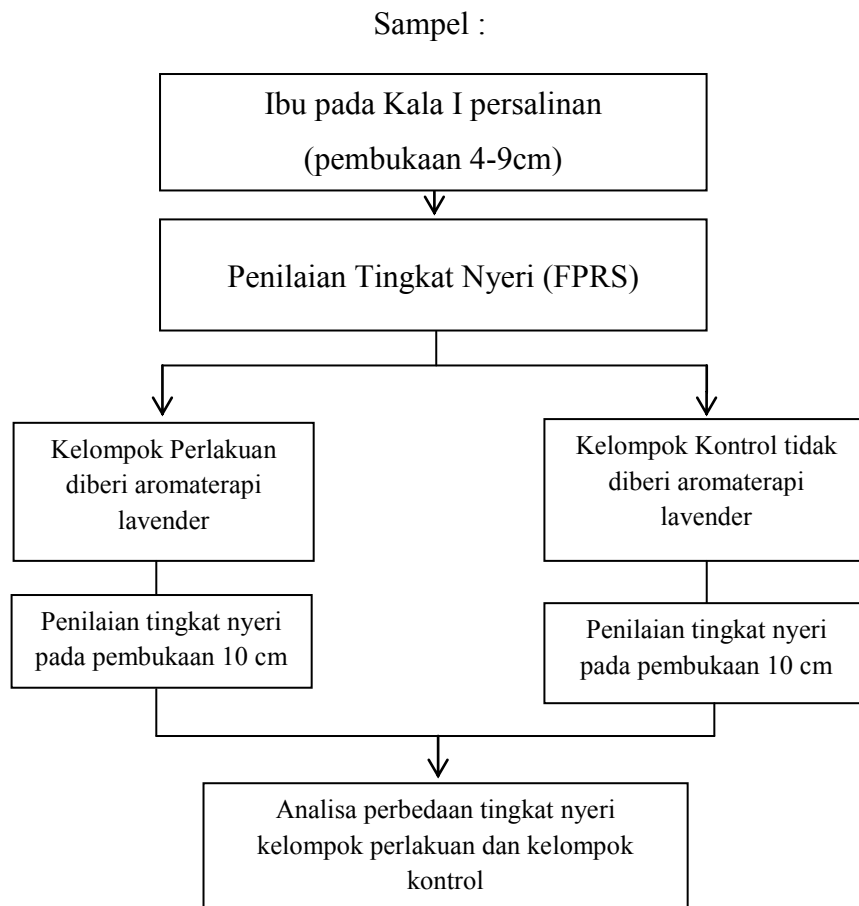 Sampel :
Ibu pada Kala I persalinan
(pembukaan 4-9cm)
Penilaian Tingkat Nyeri (FPRS)
Kelompok Perlakuan
diberi aromaterapi
lavender
Kelompok Kontrol tidak
diberi aromaterapi
lavender
Penilaian tingkat nyeri
pada pembukaan 10 cm
Penilaian tingkat nyeri
pada pembukaan 10 cm
Analisa perbedaan tingkat nyeri
kelompok perlakuan dan kelompok
kontrol